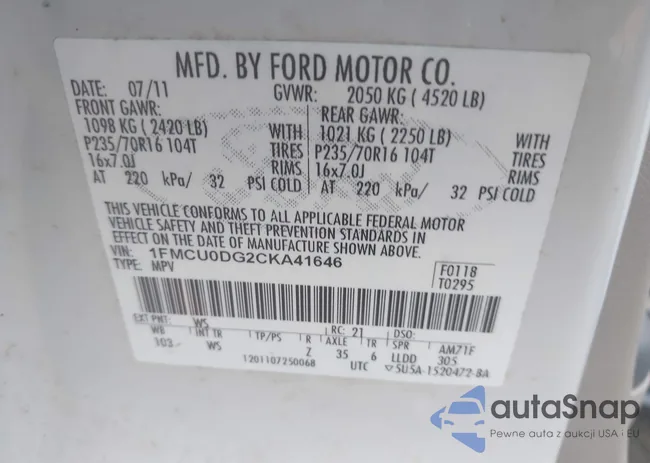 MFD. BY FORD MOTOR CO.
DATE: 07/11 GVWR: 2050 KG ( 4520 LB)
FRONT GAWR: REAR GAWR:
1098 KG ( 2420 LB) WITH 1021 KG ( 2250 LB) WITH
P235/70R16 104T TIRES P235/70R16 104T TIRES
16x7.0J RIMS 16x7.0J RIMS
AT 220 kPa/ 32 PSI COLD AT 220 kPa/ 32 PSI COLD
THIS VEHICLE CONFORMS TO ALL APPLICABLE FEDERAL MOTOR
VEHICLE SAFETY AND THEFT PREVENTION STANDARDS IN
EFFECT ON THE DATE OF MANUFACTURE SHOWN ABOVE.
VIN: 1FMCU0DG2CKA41646
TYPE: MPV
F0118
T0295
EXT PNT: WS RC: 21 DSO:
WB INT TR TP/PS R AXLE TR SPR AM71F
103 WS Z 35 6 LLDD 305
1201107250068 UTC ▽5U5A-1520472-BA
autaSnap
Pewne auta z aukcji USA i EU